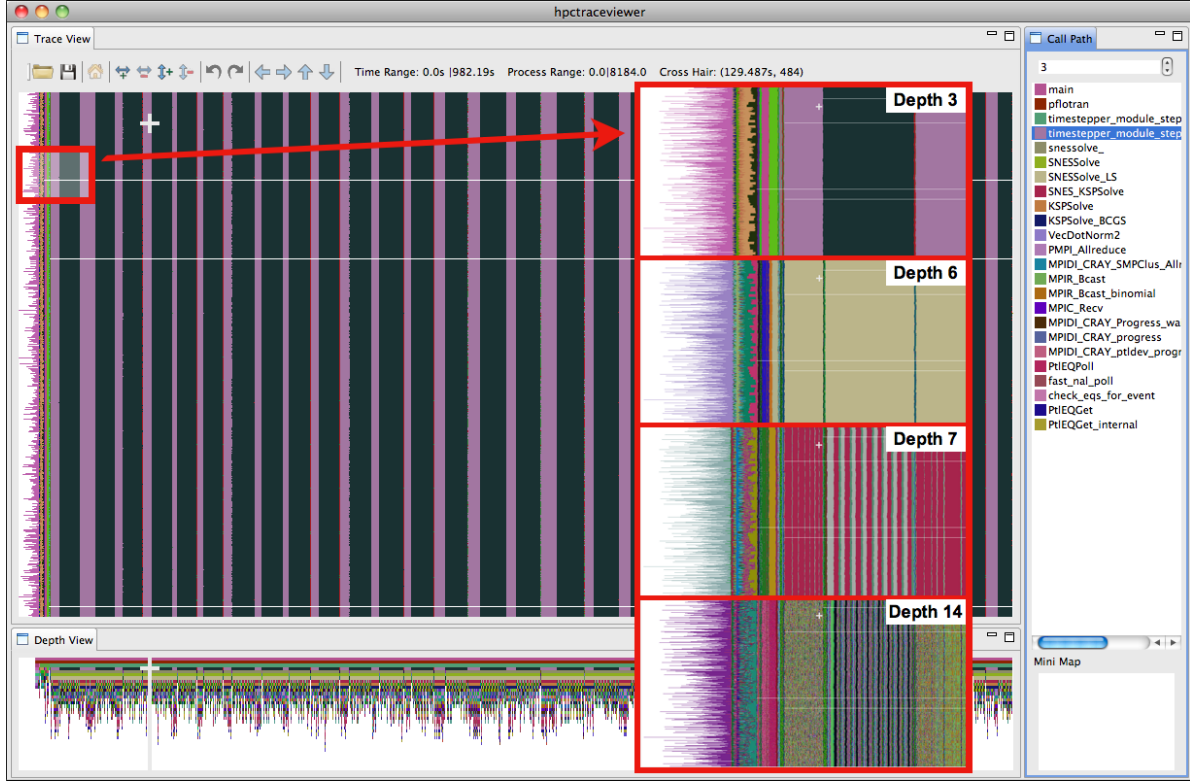 hpctraceviewer
Trace View
Time Range: 0.0s |982.19s Process Range: 0.0|8184.0 Cross Hair: (129.487s, 484)
Depth 3
Depth 6
Depth 7
Depth 14
Depth View
Call Path
3
main
pflotran
timestepper_module_step
timestepper_module_step
snessolve_
SNESSolve
SNESSolve_LS
SNES_KSPSolve
KSPSolve
KSPSolve_BCGS
VecDotNorm2
PMPI_Allreduce
MPIDI_CRAY_SMPClus_Allr
MPIR_Bcast
MPIR_Bcast_binomial
MPIC_Recv
MPIDI_CRAY_Progress_wa
MPIDI_CRAY_progress
MPIDI_CRAY_ptldev_progr
PtlEQPoll
fast_nal_poll
check_eqs_for_event
PtlEQGet
PtlEQGet_internal
Mini Map